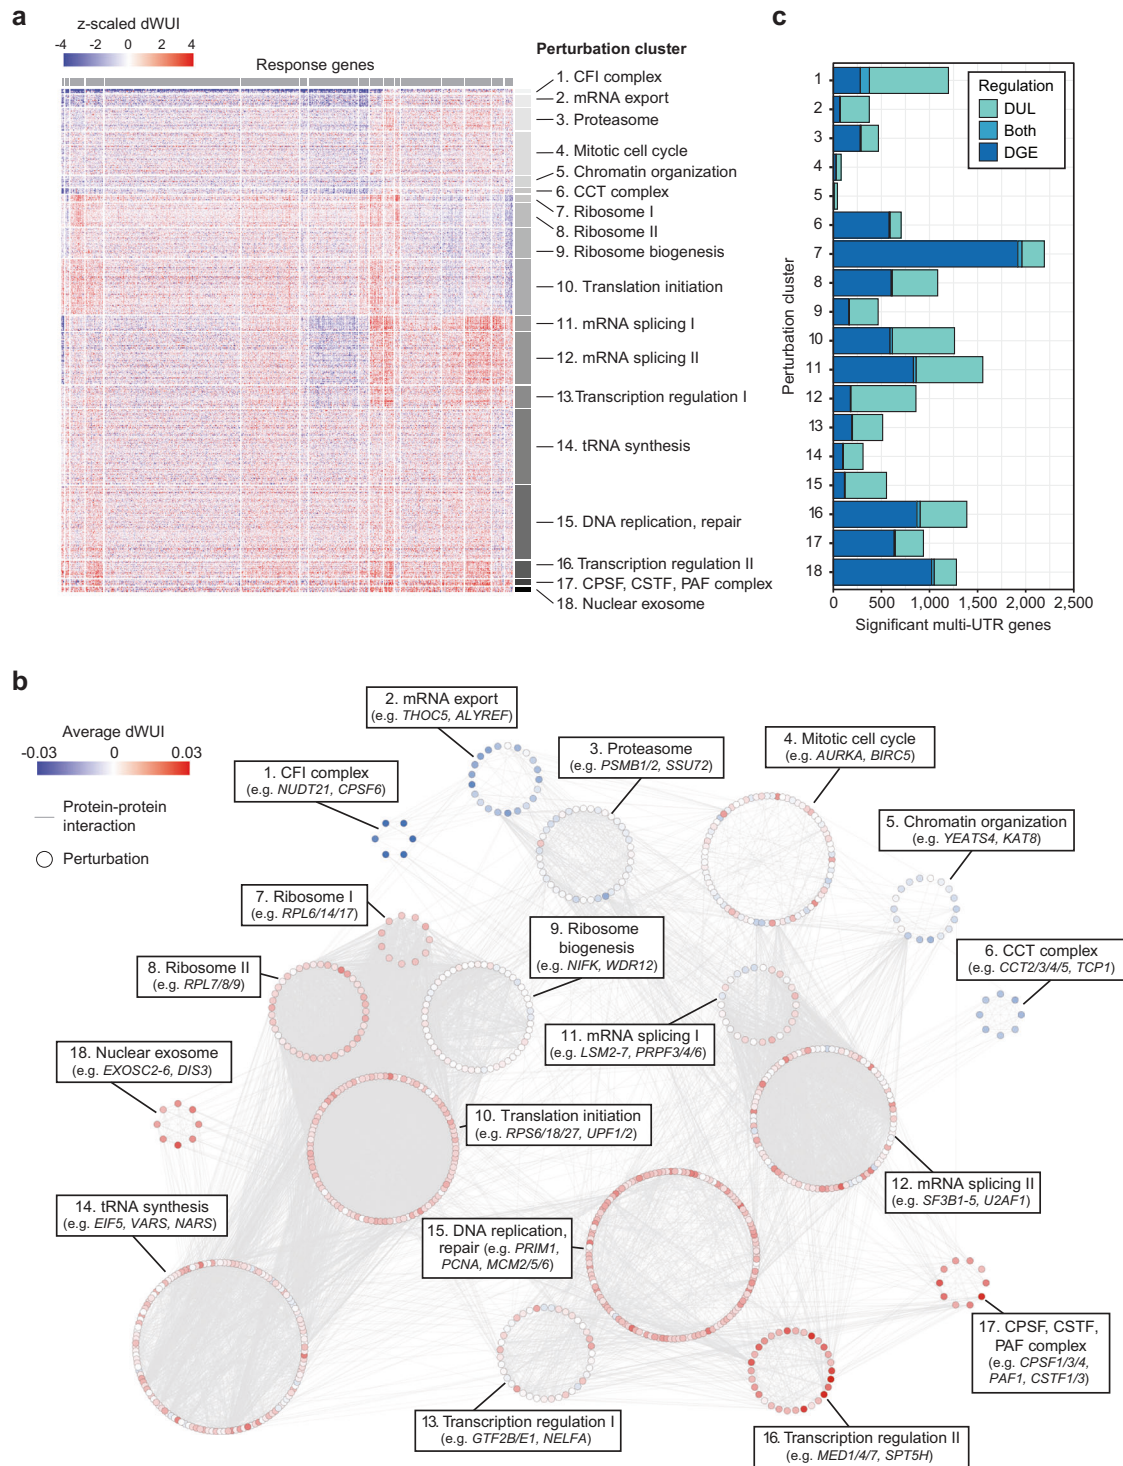 a
z-scaled dWUI
-4 -2 0 2 4
Response genes
Perturbation cluster
1. CFI complex
2. mRNA export
3. Proteasome
4. Mitotic cell cycle
5. Chromatin organization
6. CCT complex
7. Ribosome I
8. Ribosome II
9. Ribosome biogenesis
10. Translation initiation
11. mRNA splicing I
12. mRNA splicing II
13.Transcription regulation I
14. tRNA synthesis
15. DNA replication, repair
16. Transcription regulation II
17. CPSF, CSTF, PAF complex
18. Nuclear exosome
c
Regulation
DUL
Both
DGE
Perturbation cluster
1
2
3
4
5
6
7
8
9
10
11
12
13
14
15
16
17
18
0 500 1,000 1,500 2,000 2,500
Significant multi-UTR genes
b
Average dWUI
-0.03 0 0.03
Protein-protein
interaction
Perturbation
2. mRNA export
(e.g. THOC5, ALYREF)
1. CFI complex
(e.g. NUDT21, CPSF6)
3. Proteasome
(e.g. PSMB1/2, SSU72)
4. Mitotic cell cycle
(e.g. AURKA, BIRC5)
5. Chromatin organization
(e.g. YEATS4, KAT8)
7. Ribosome I
(e.g. RPL6/14/17)
9. Ribosome
biogenesis
(e.g. NIFK, WDR12)
6. CCT complex
(e.g. CCT2/3/4/5, TCP1)
8. Ribosome II
(e.g. RPL7/8/9)
11. mRNA splicing I
(e.g. LSM2-7, PRPF3/4/6)
18. Nuclear exosome
(e.g. EXOSC2-6, DIS3)
10. Translation initiation
(e.g. RPS6/18/27, UPF1/2)
12. mRNA splicing II
(e.g. SF3B1-5, U2AF1)
14. tRNA synthesis
(e.g. EIF5, VARS, NARS)
15. DNA replication,
repair (e.g. PRIM1,
PCNA, MCM2/5/6)
17. CPSF, CSTF,
PAF complex
(e.g. CPSF1/3/4,
PAF1, CSTF1/3)
13. Transcription regulation I
(e.g. GTF2B/E1, NELFA)
16. Transcription regulation II
(e.g. MED1/4/7, SPT5H)